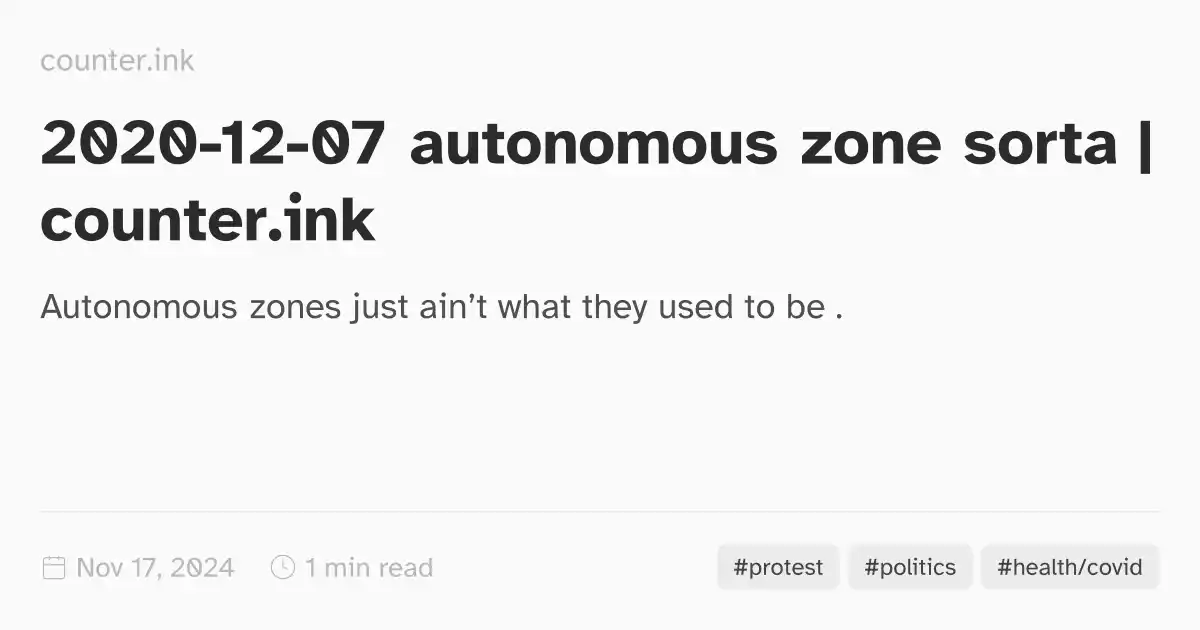 counter.ink
2020-12-07 autonomous zone sorta |
counter.ink
Autonomous zones just ain’t what they used to be .
Nov 17, 2024 1 min read #protest #politics #health/covid